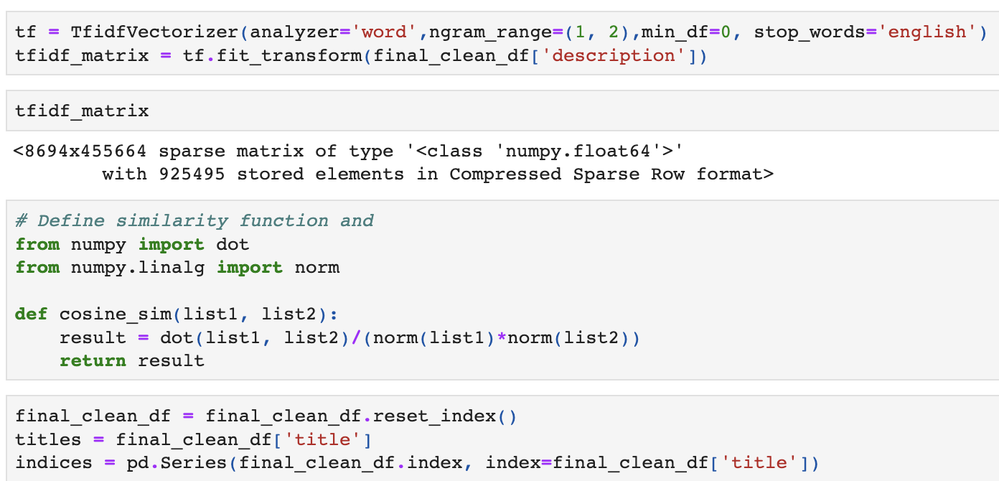 tf = TfidfVectorizer(analyzer='word',ngram_range=(1, 2),min_df=0, stop_words='english')
tfidf_matrix = tf.fit_transform(final_clean_df['description'])
tfidf_matrix
<8694x455664 sparse matrix of type '<class 'numpy.float64'>'
        with 925495 stored elements in Compressed Sparse Row format>
# Define similarity function and
from numpy import dot
from numpy.linalg import norm
def cosine_sim(list1, list2):
    result = dot(list1, list2)/(norm(list1)*norm(list2))
    return result
final_clean_df = final_clean_df.reset_index()
titles = final_clean_df['title']
indices = pd.Series(final_clean_df.index, index=final_clean_df['title'])